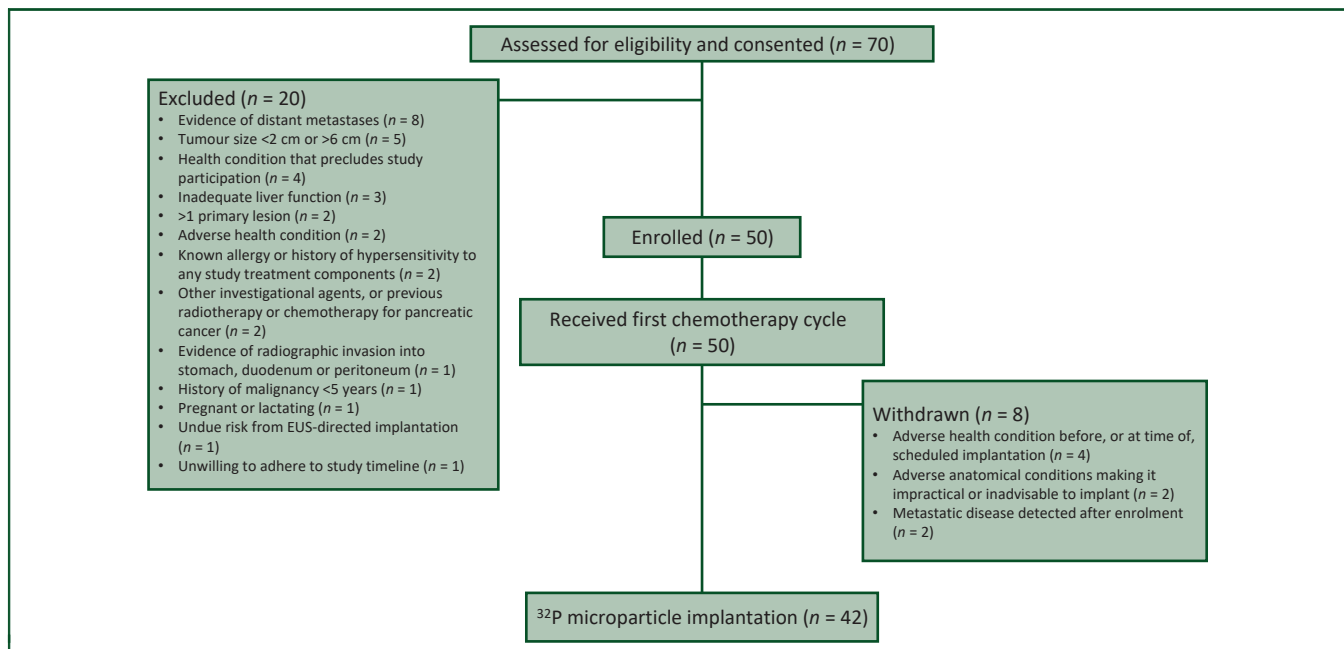 Assessed for eligibility and consented (n = 70)
Excluded (n = 20)
• Evidence of distant metastases (n = 8)
• Tumour size <2 cm or >6 cm (n = 5)
• Health condition that precludes study
participation (n = 4)
• Inadequate liver function (n = 3)
• >1 primary lesion (n = 2)
• Adverse health condition (n = 2)
• Known allergy or history of hypersensitivity to
any study treatment components (n = 2)
• Other investigational agents, or previous
radiotherapy or chemotherapy for pancreatic
cancer (n = 2)
• Evidence of radiographic invasion into
stomach, duodenum or peritoneum (n = 1)
• History of malignancy <5 years (n = 1)
• Pregnant or lactating (n = 1)
• Undue risk from EUS-directed implantation
(n = 1)
• Unwilling to adhere to study timeline (n = 1)
Enrolled (n = 50)
Received first chemotherapy cycle
(n = 50)
Withdrawn (n = 8)
• Adverse health condition before, or at time of,
scheduled implantation (n = 4)
• Adverse anatomical conditions making it
impractical or inadvisable to implant (n = 2)
• Metastatic disease detected after enrolment
(n = 2)
³²P microparticle implantation (n = 42)